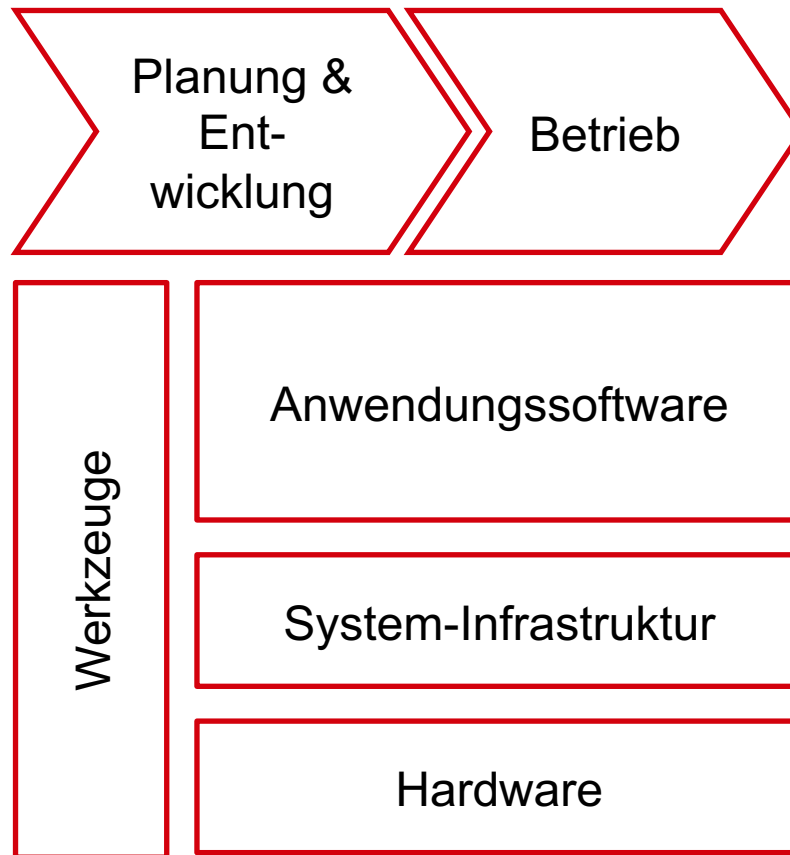 Planung &
Ent-
wicklung
Betrieb
Werkzeuge
Anwendungssoftware
System-Infrastruktur
Hardware